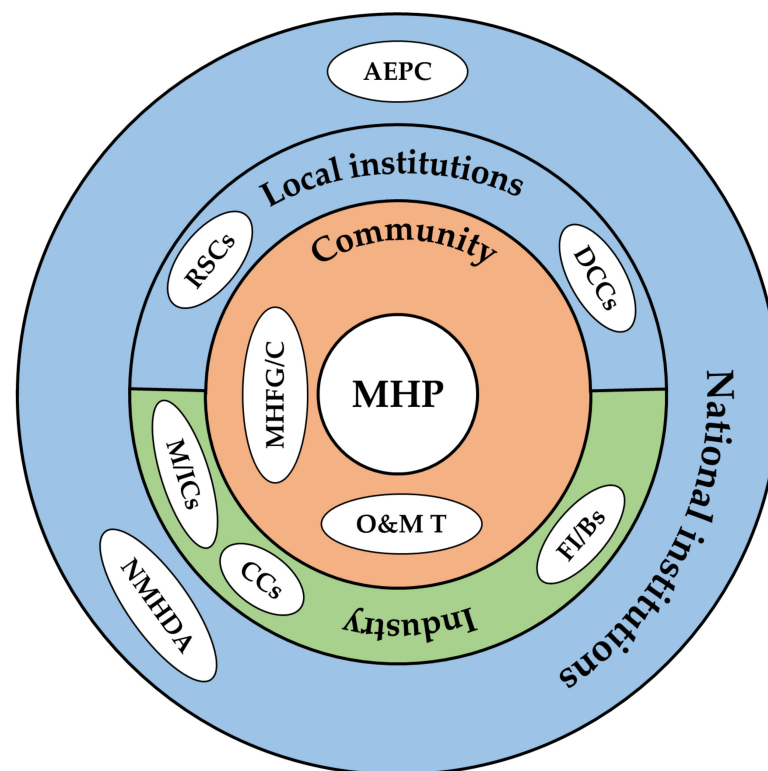 AEPC
Local institutions
RSCs
DCCs
Community
MHFG/C
MHP
O&M T
M/ICs
CCs
FI/Bs
Industry
NMHDA
National institutions